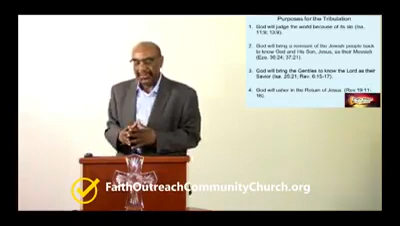 Purposes for the Tribulation
1. God will judge the world because of its sin (Isa.
11:9; 13:9).
2. God will bring a remnant of the Jewish people back
to know God and His Son, Jesus, as their Messiah
(Eze. 36:24; 37:21).
3. God will bring the Gentiles to know the Lord as their
Savior (Isa. 26:21; Rev. 6:15-17).
4. God will usher in the Return of Jesus. (Rev 19:11-
16).
FaithOutreachCommunityChurch.org